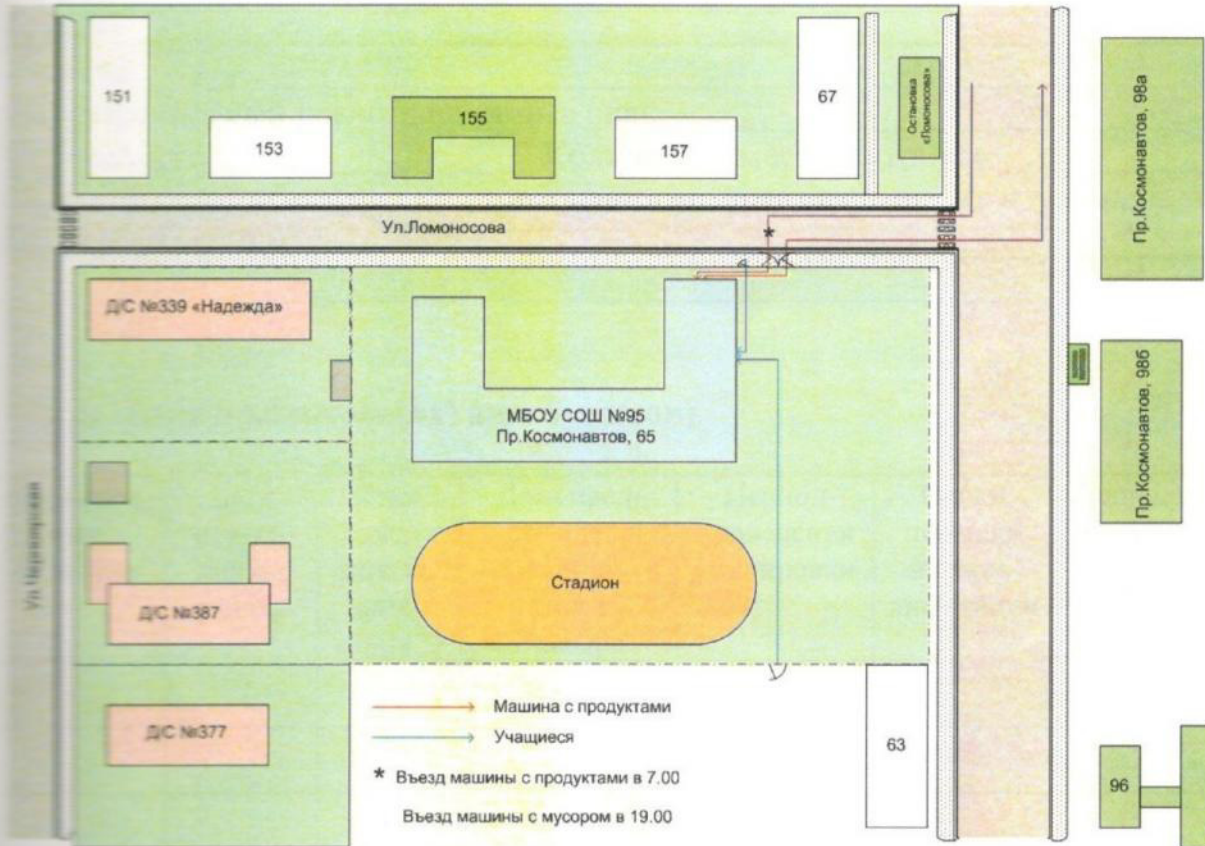 151
153
155
157
67
Остановка
«Ломоносова»
Пр.Космонавтов, 98а
Ул.Ломоносова
Д/С №339 «Надежда»
МБОУ СОШ №95
Пр.Космонавтов, 65
Пр.Космонавтов, 98б
Ул
Д/С №387
Стадион
Д/С №377
Машина с продуктами
Учащиеся
* Въезд машины с продуктами в 7.00
Въезд машины с мусором в 19.00
63
96
*